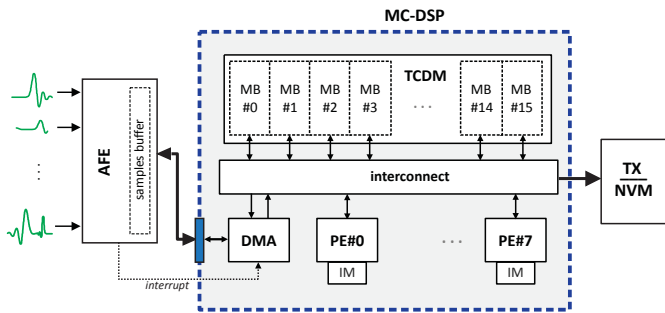 MC-DSP
TCDM
MB #0
MB #1
MB #2
MB #3
...
MB #14
MB #15
AFE
samples buffer
interconnect
TX
NVM
DMA
PE#0
...
PE#7
IM
IM
interrupt